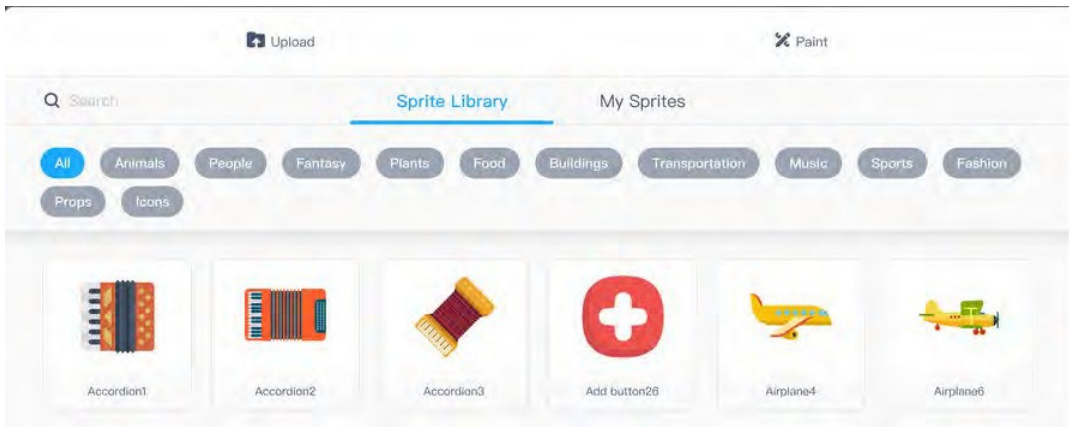 Upload Paint
Search Sprite Library My Sprites
All Animals People Fantasy Plants Food Buildings Transportation Music Sports Fashion
Props Icons
Accordion1 Accordion2 Accordion3 Add button26 Airplane4 Airplane6